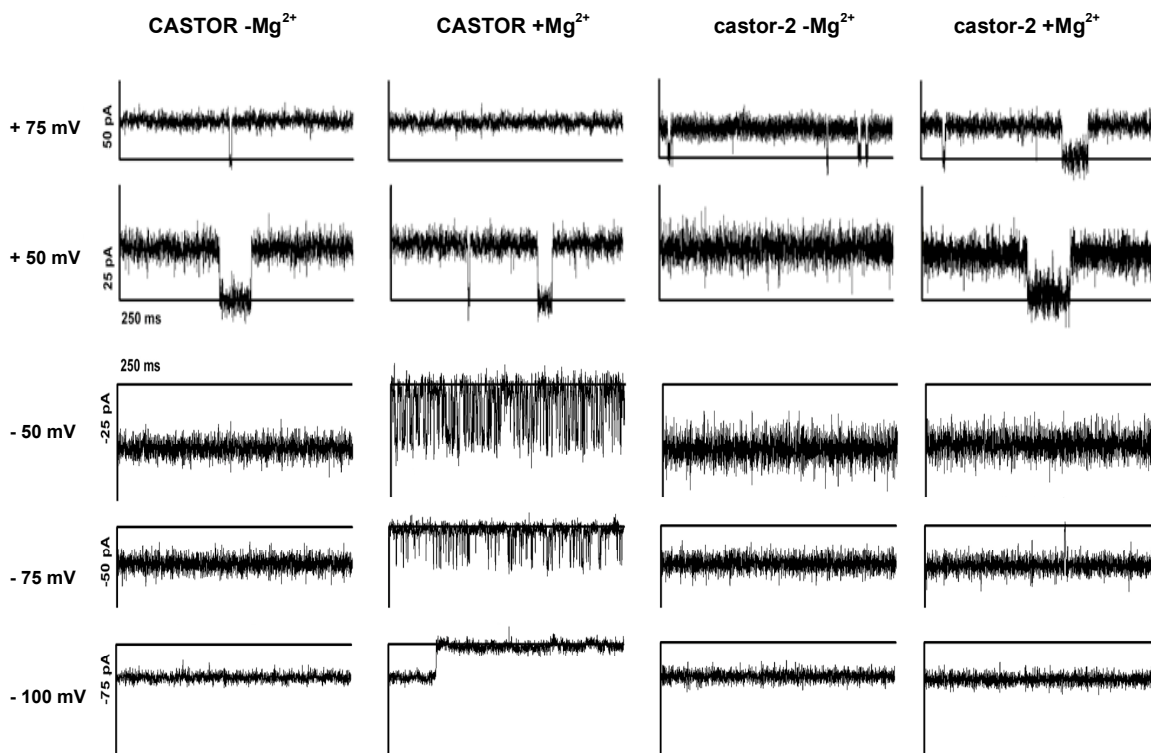 CASTOR -Mg²⁺ CASTOR +Mg²⁺ castor-2 -Mg²⁺ castor-2 +Mg²⁺
+ 75 mV
50 pA
+ 50 mV
25 pA
250 ms
250 ms
- 50 mV
-25 pA
- 75 mV
-50 pA
- 100 mV
-75 pA